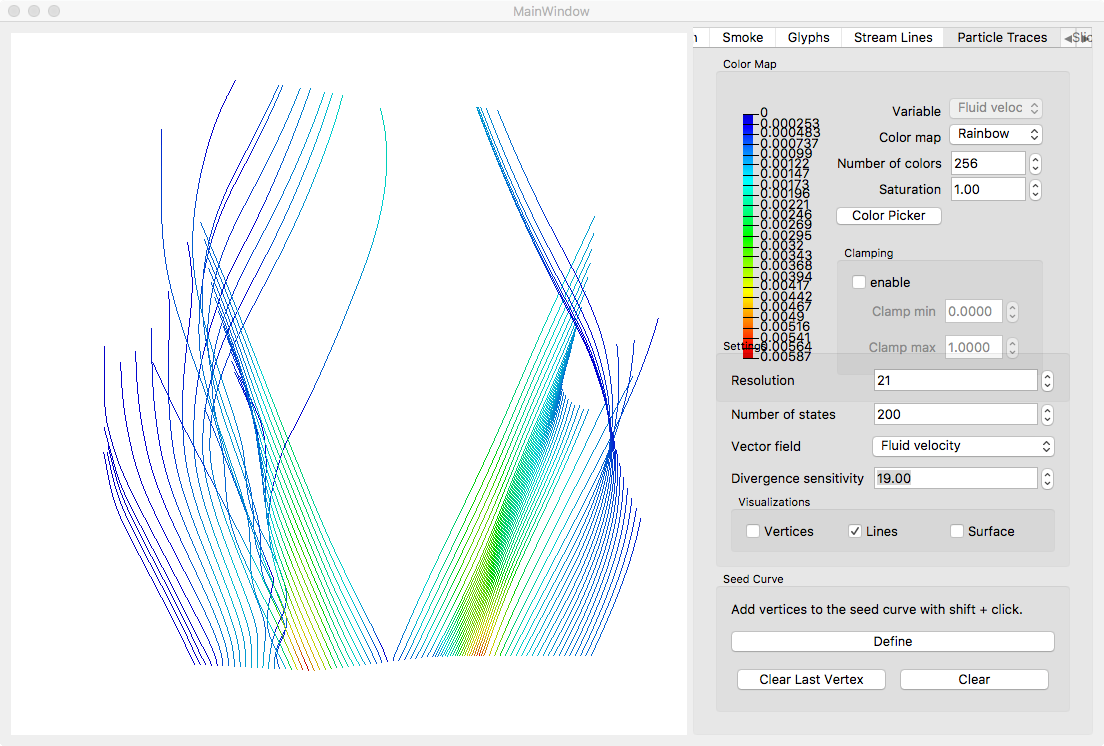 MainWindow
Smoke Glyphs Stream Lines Particle Traces
Color Map
0
0.000253
0.000483
0.000737
0.00099
0.00122
0.00147
0.00173
0.00196
0.00221
0.00246
0.00269
0.00295
0.0032
0.00343
0.00368
0.00394
0.00417
0.00442
0.00467
0.0049
0.00516
0.00541
0.00564
0.00587
Variable Fluid veloc
Color map Rainbow
Number of colors 256
Saturation 1.00
Color Picker
Clamping
enable
Clamp min 0.0000
Clamp max 1.0000
Settings
Resolution 21
Number of states 200
Vector field Fluid velocity
Divergence sensitivity 19.00
Visualizations
Vertices Lines Surface
Seed Curve
Add vertices to the seed curve with shift + click.
Define
Clear Last Vertex Clear